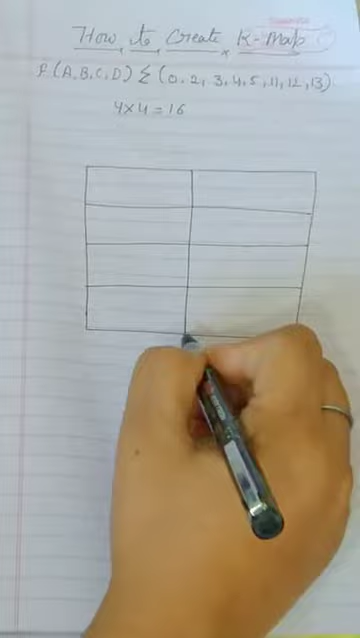 How to Create K-Map
F(A,B,C,D) Σ (0,2,3,4,5,11,12,13)
4×4=16